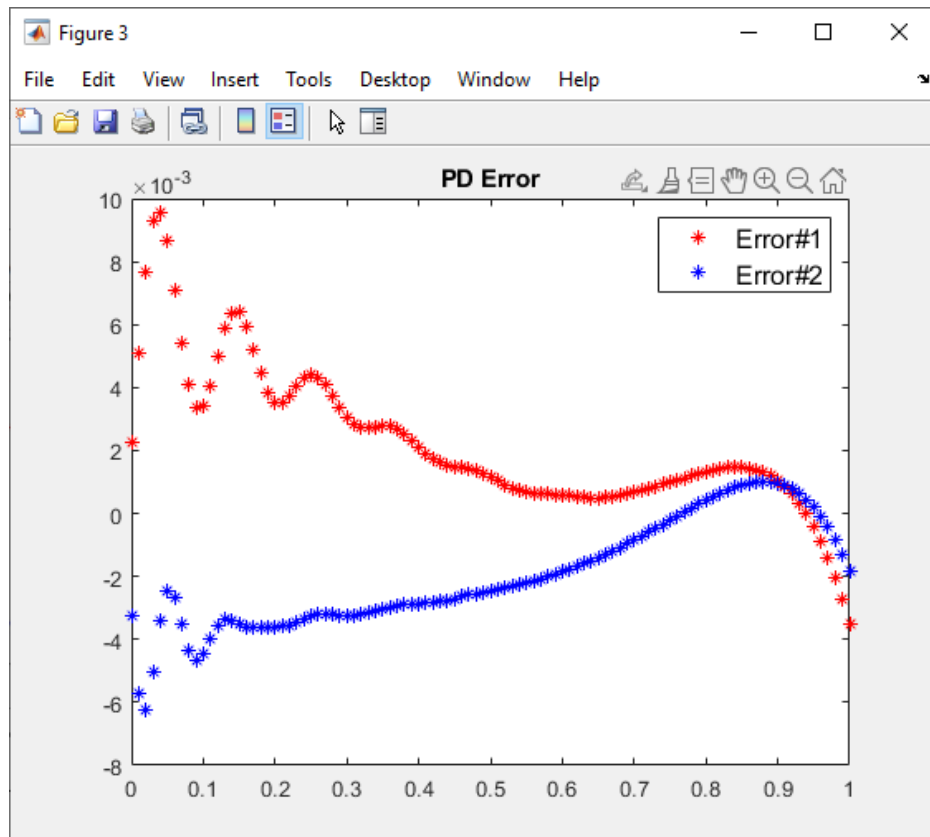 Figure 3
File Edit View Insert Tools Desktop Window Help
×10⁻³
PD Error
10
8
6
4
2
0
-2
-4
-6
-8
0 0.1 0.2 0.3 0.4 0.5 0.6 0.7 0.8 0.9 1
Error#1
Error#2